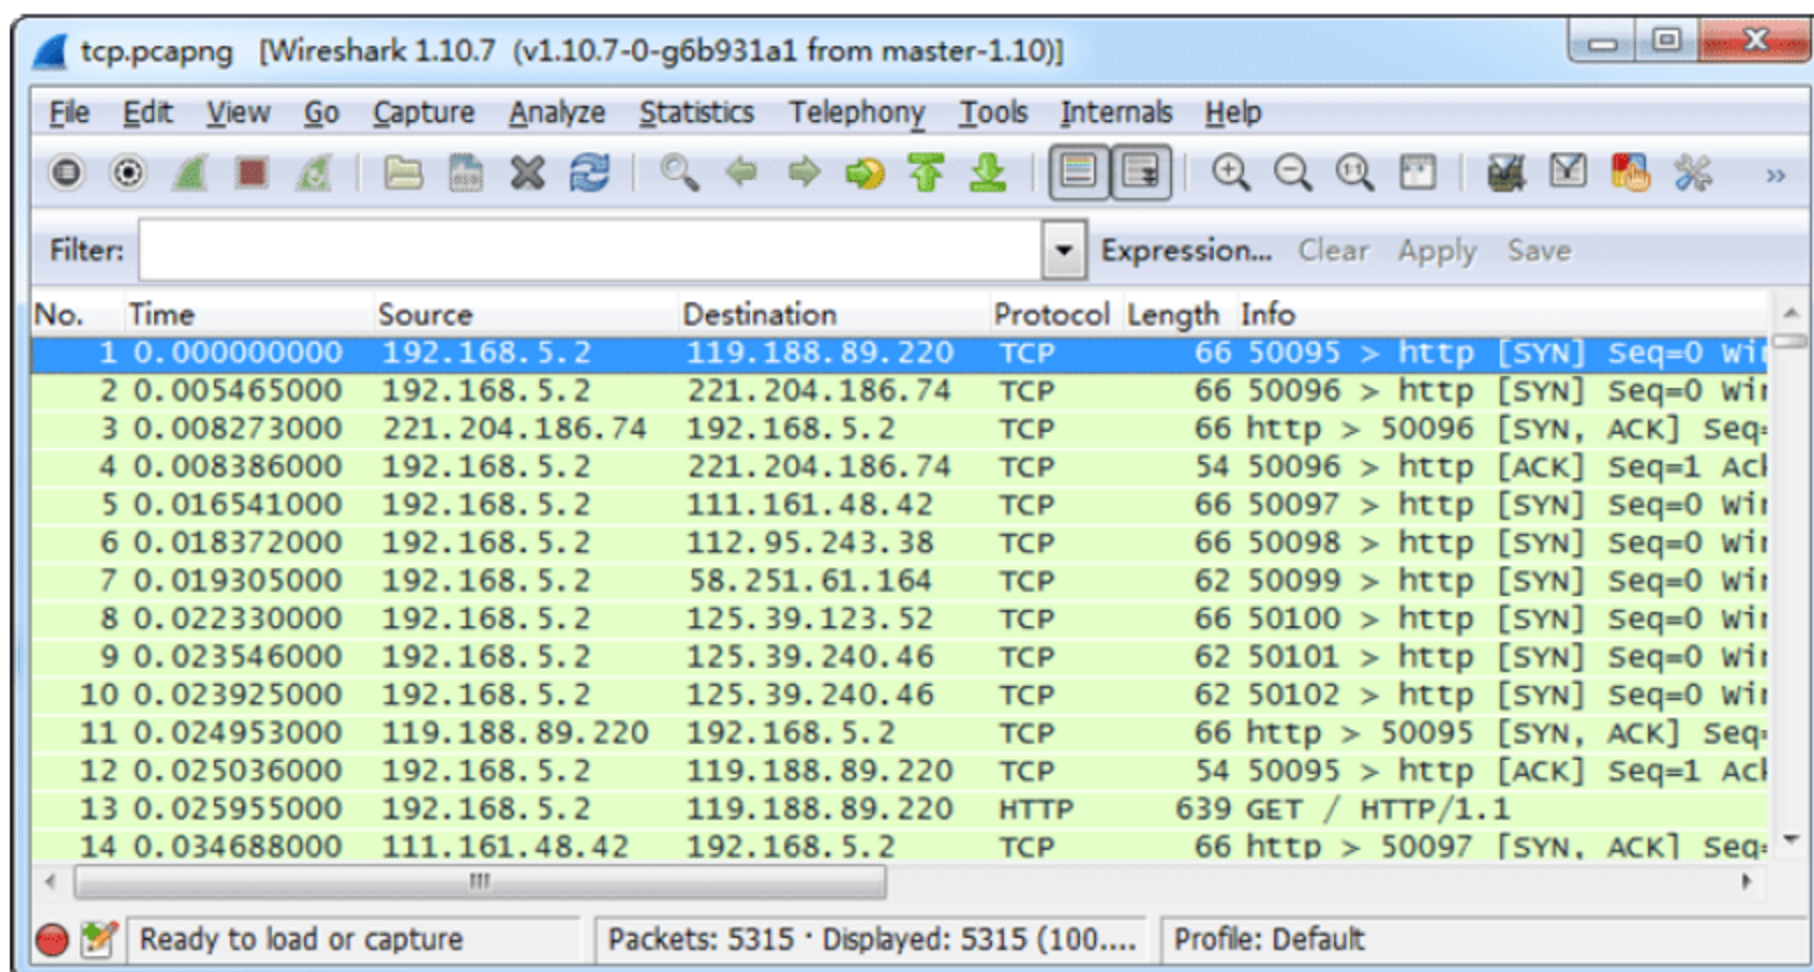 tcp.pcapng [Wireshark 1.10.7 (v1.10.7-0-g6b931a1 from master-1.10)]
File Edit View Go Capture Analyze Statistics Telephony Tools Internals Help
Filter: Expression... Clear Apply Save
No. Time Source Destination Protocol Length Info
1 0.000000000 192.168.5.2 119.188.89.220 TCP 66 50095 > http [SYN] Seq=0 Wi
2 0.005465000 192.168.5.2 221.204.186.74 TCP 66 50096 > http [SYN] Seq=0 Wi
3 0.008273000 221.204.186.74 192.168.5.2 TCP 66 http > 50096 [SYN, ACK] Seq=
4 0.008386000 192.168.5.2 221.204.186.74 TCP 54 50096 > http [ACK] Seq=1 Ack
5 0.016541000 192.168.5.2 111.161.48.42 TCP 66 50097 > http [SYN] Seq=0 Wi
6 0.018372000 192.168.5.2 112.95.243.38 TCP 66 50098 > http [SYN] Seq=0 Wi
7 0.019305000 192.168.5.2 58.251.61.164 TCP 62 50099 > http [SYN] Seq=0 Wi
8 0.022330000 192.168.5.2 125.39.123.52 TCP 66 50100 > http [SYN] Seq=0 Wi
9 0.023546000 192.168.5.2 125.39.240.46 TCP 62 50101 > http [SYN] Seq=0 Wi
10 0.023925000 192.168.5.2 125.39.240.46 TCP 62 50102 > http [SYN] Seq=0 Wi
11 0.024953000 119.188.89.220 192.168.5.2 TCP 66 http > 50095 [SYN, ACK] Seq=
12 0.025036000 192.168.5.2 119.188.89.220 TCP 54 50095 > http [ACK] Seq=1 Ack
13 0.025955000 192.168.5.2 119.188.89.220 HTTP 639 GET / HTTP/1.1
14 0.034688000 111.161.48.42 192.168.5.2 TCP 66 http > 50097 [SYN, ACK] Seq=
Ready to load or capture Packets: 5315 · Displayed: 5315 (100.... Profile: Default